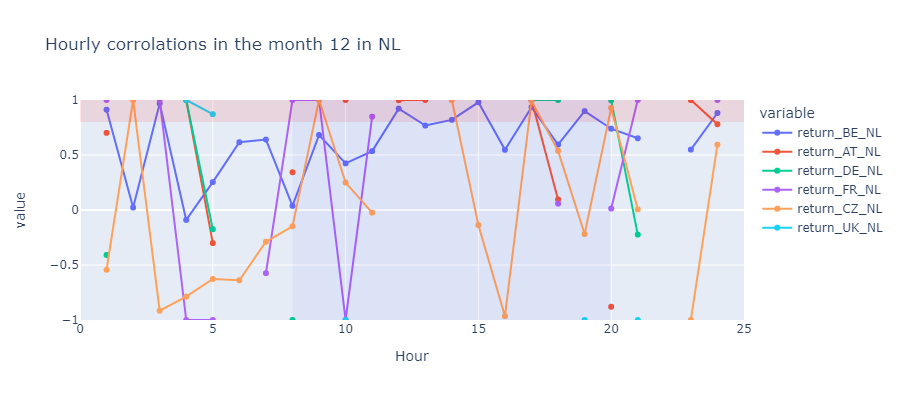 Hourly corrolations in the month 12 in NL
variable
return_BE_NL
return_AT_NL
return_DE_NL
return_FR_NL
return_CZ_NL
return_UK_NL
value
1
0.5
0
−0.5
−1
0
5
10
15
20
25
Hour